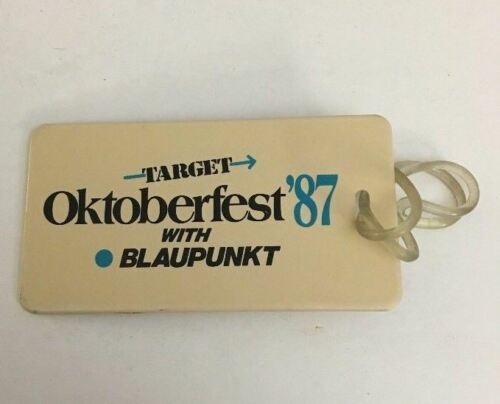 TARGET
Oktoberfest '87
WITH
BLAUPUNKT